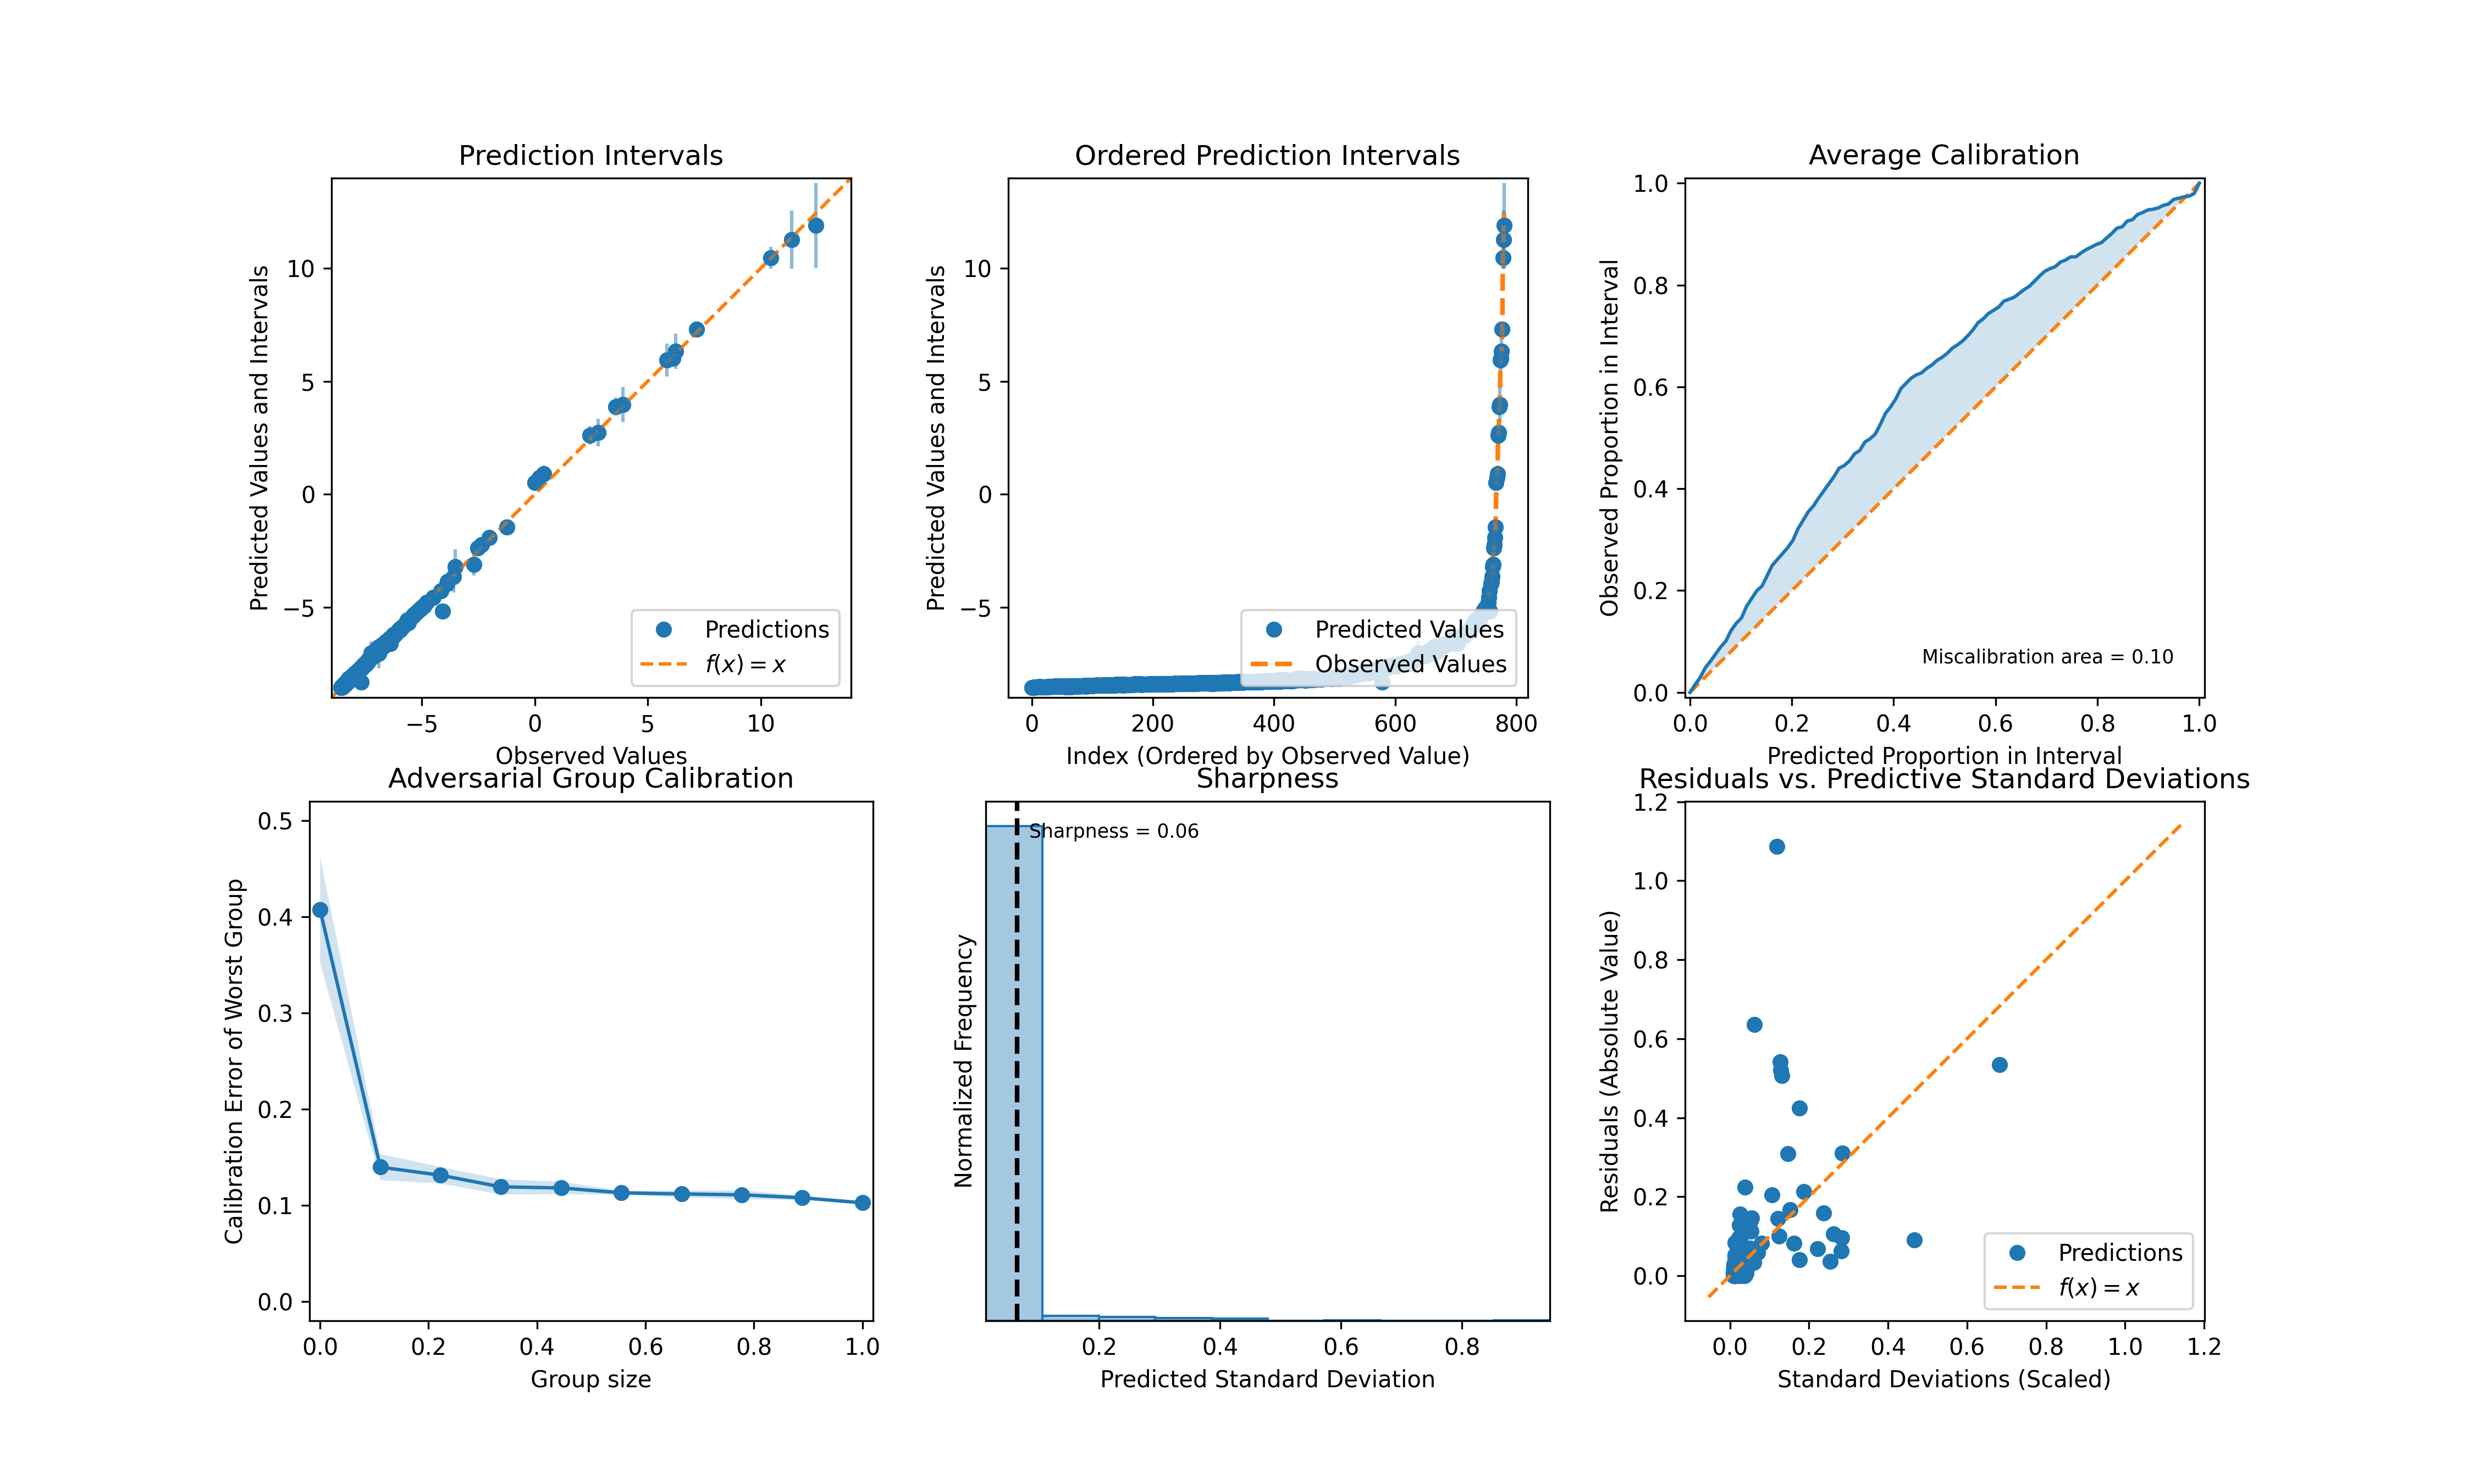 Prediction Intervals
Predicted Values and Intervals
10
5
0
−5
Predictions
f(x) = x
−5
0
5
10
Observed Values
Ordered Prediction Intervals
Predicted Values and Intervals
10
5
0
−5
Predicted Values
Observed Values
0
200
400
600
800
Index (Ordered by Observed Value)
Average Calibration
Observed Proportion in Interval
1.0
0.8
0.6
0.4
0.2
0.0
Miscalibration area = 0.10
0.0
0.2
0.4
0.6
0.8
1.0
Predicted Proportion in Interval
Adversarial Group Calibration
Calibration Error of Worst Group
0.5
0.4
0.3
0.2
0.1
0.0
0.0
0.2
0.4
0.6
0.8
1.0
Group size
Sharpness
Normalized Frequency
Sharpness = 0.06
0.2
0.4
0.6
0.8
Predicted Standard Deviation
Residuals vs. Predictive Standard Deviations
Residuals (Absolute Value)
1.2
1.0
0.8
0.6
0.4
0.2
0.0
Predictions
f(x) = x
0.0
0.2
0.4
0.6
0.8
1.0
1.2
Standard Deviations (Scaled)